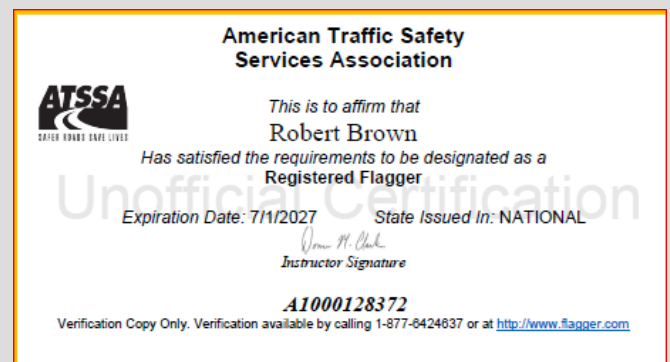 American Traffic Safety
Services Association
ATSSA
SAFER ROADS SAVE LIVES
This is to affirm that
Robert Brown
Has satisfied the requirements to be designated as a
Registered Flagger
Unofficial Certification
Expiration Date: 7/1/2027 State Issued In: NATIONAL
Instructor Signature
A1000128372
Verification Copy Only. Verification available by calling 1-877-6424637 or at http://www.flagger.com